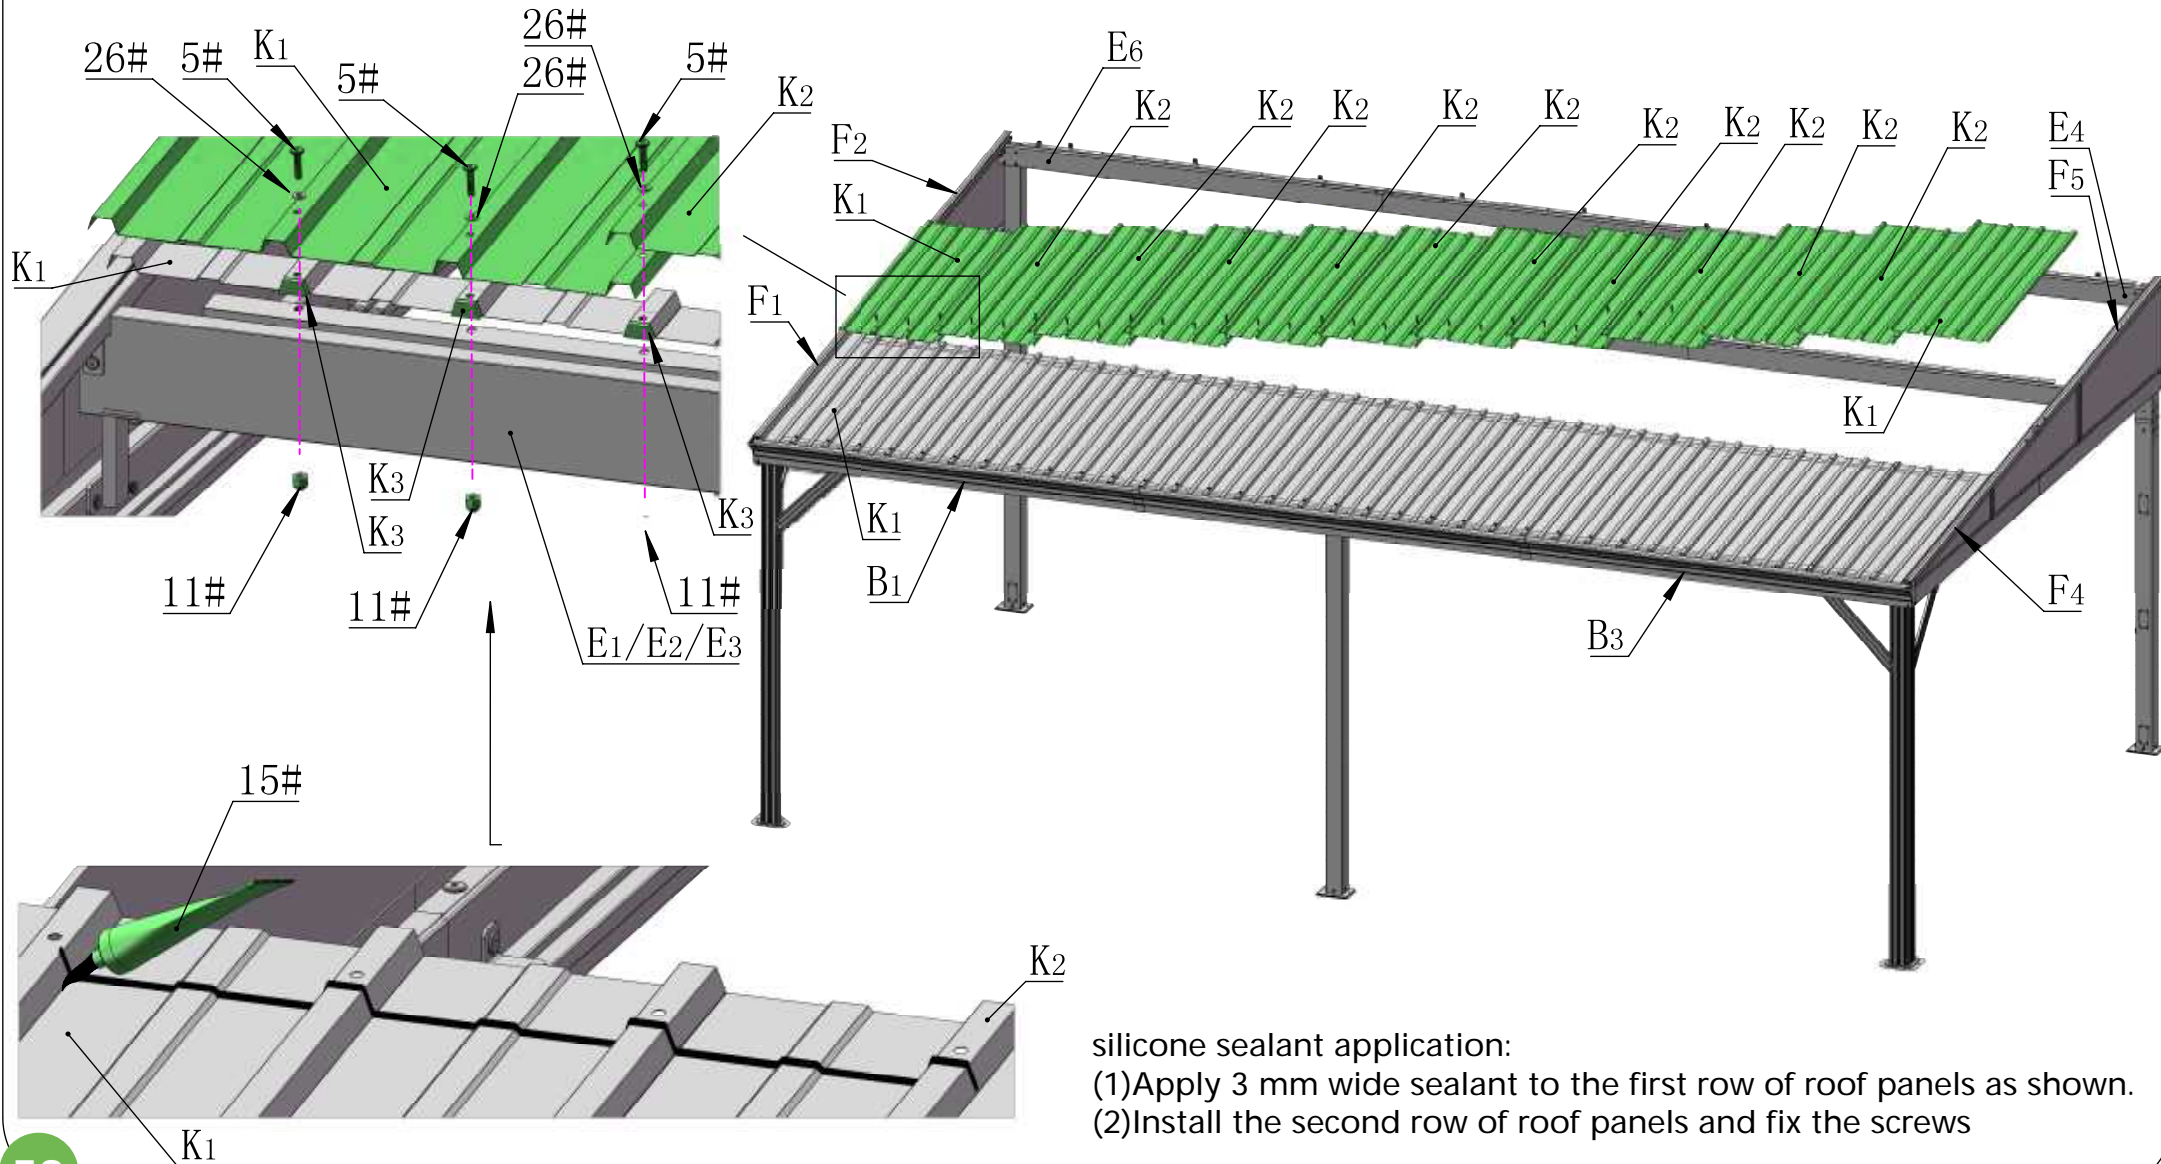 26#
5#
K1
5#
26#
26#
5#
K2
K1
K3
K3
K3
11#
11#
11#
E1/E2/E3
E6
F2
K1
K2
K2
K2
K2
K2
K2
K2
K2
K2
K2
E4
F5
F1
K1
K1
B1
B3
F4
15#
K2
K1
silicone sealant application:
(1)Apply 3 mm wide sealant to the first row of roof panels as shown.
(2)Install the second row of roof panels and fix the screws